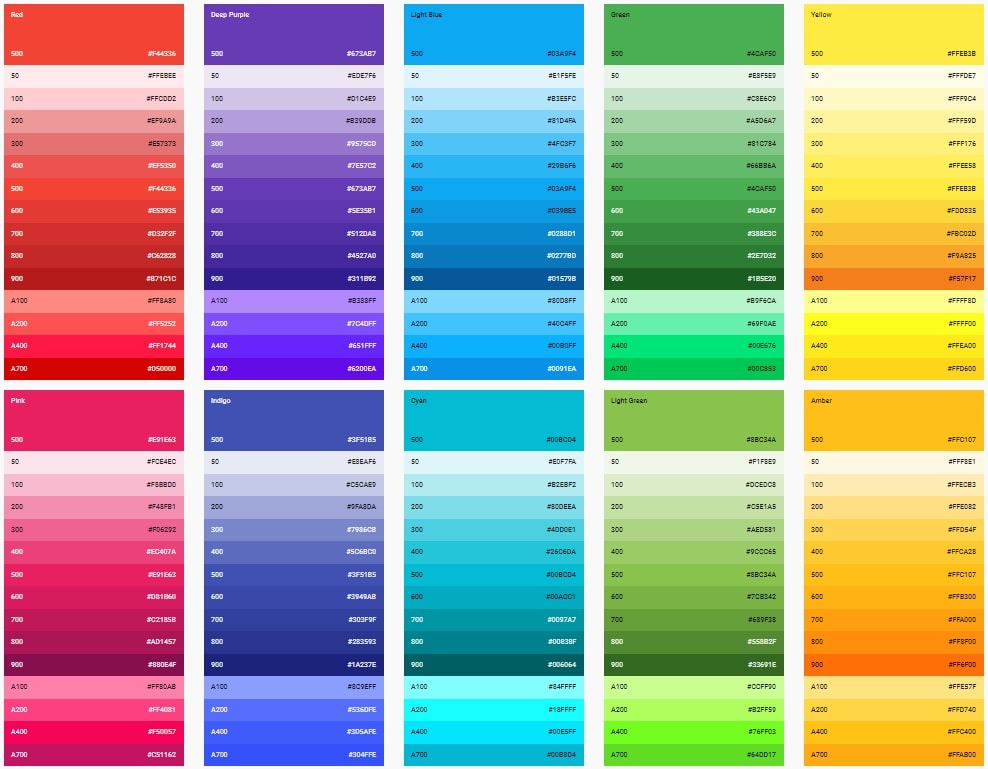 Red
500 #F44336
50 #FFEBEE
100 #FFCDD2
200 #EF9A9A
300 #E57373
400 #EF5350
500 #F44336
600 #E53935
700 #D32F2F
800 #C62828
900 #B71C1C
A100 #FF8A80
A200 #FF5252
A400 #FF1744
A700 #D50000
Deep Purple
500 #673AB7
50 #EDE7F6
100 #D1C4E9
200 #B39DDB
300 #9575CD
400 #7E57C2
500 #673AB7
600 #5E35B1
700 #512DA8
800 #4527A0
900 #311B92
A100 #B388FF
A200 #7C4DFF
A400 #651FFF
A700 #6200EA
Light Blue
500 #03A9F4
50 #E1F5FE
100 #B3E5FC
200 #81D4FA
300 #4FC3F7
400 #29B6F6
500 #03A9F4
600 #039BE5
700 #0288D1
800 #0277BD
900 #01579B
A100 #80D8FF
A200 #40C4FF
A400 #00B0FF
A700 #0091EA
Green
500 #4CAF50
50 #E8F5E9
100 #C8E6C9
200 #A5D6A7
300 #81C784
400 #66BB6A
500 #4CAF50
600 #43A047
700 #388E3C
800 #2E7D32
900 #1B5E20
A100 #B9F6CA
A200 #69F0AE
A400 #00E676
A700 #00C853
Yellow
500 #FFEB3B
50 #FFFDE7
100 #FFF9C4
200 #FFF59D
300 #FFF176
400 #FFEE58
500 #FFEB3B
600 #FDD835
700 #FBC02D
800 #F9A825
900 #F57F17
A100 #FFFF8D
A200 #FFFF00
A400 #FFEA00
A700 #FFD600
Pink
500 #E91E63
50 #FCE4EC
100 #F8BBD0
200 #F48FB1
300 #F06292
400 #EC407A
500 #E91E63
600 #D81B60
700 #C2185B
800 #AD1457
900 #880E4F
A100 #FF80AB
A200 #FF4081
A400 #F50057
A700 #C51162
Indigo
500 #3F51B5
50 #E8EAF6
100 #C5CAE9
200 #9FA8DA
300 #7986CB
400 #5C6BC0
500 #3F51B5
600 #3949AB
700 #303F9F
800 #283593
900 #1A237E
A100 #8C9EFF
A200 #536DFE
A400 #3D5AFE
A700 #304FFE
Cyan
500 #00BCD4
50 #E0F7FA
100 #B2EBF2
200 #80DEEA
300 #4DD0E1
400 #26C6DA
500 #00BCD4
600 #00ACC1
700 #0097A7
800 #00838F
900 #006064
A100 #84FFFF
A200 #18FFFF
A400 #00E5FF
A700 #00B8D4
Light Green
500 #8BC34A
50 #F1F8E9
100 #DCEDC8
200 #C5E1A5
300 #AED581
400 #9CCC65
500 #8BC34A
600 #7CB342
700 #689F38
800 #558B2F
900 #33691E
A100 #CCFF90
A200 #B2FF59
A400 #76FF03
A700 #64DD17
Amber
500 #FFC107
50 #FFF8E1
100 #FFECB3
200 #FFE082
300 #FFD54F
400 #FFCA28
500 #FFC107
600 #FFB300
700 #FFA000
800 #FF8F00
900 #FF6F00
A100 #FFE57F
A200 #FFD740
A400 #FFC400
A700 #FFAB00